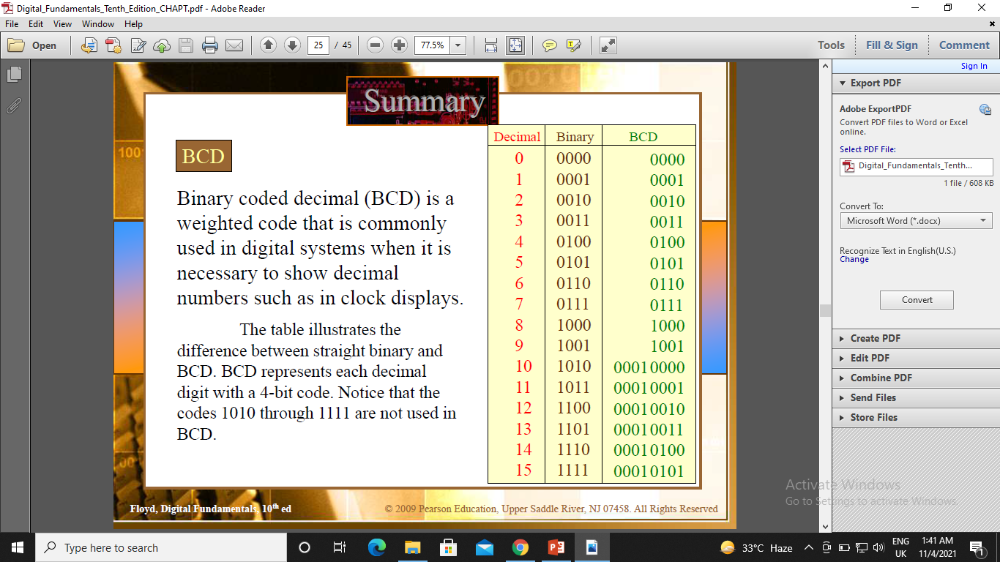 Digital_Fundamentals_Tenth_Edition_CHAPT.pdf - Adobe Reader
File Edit View Window Help
Open 25 / 45 77.5% Tools Fill & Sign Comment
Sign In
Export PDF
Adobe ExportPDF
Convert PDF files to Word or Excel
online.
Select PDF File:
Digital_Fundamentals_Tenth...
1 file / 608 KB
Convert To:
Microsoft Word (*.docx)
Recognize Text in English(U.S.)
Change
Convert
Create PDF
Edit PDF
Combine PDF
Send Files
Store Files
Summary
BCD
Binary coded decimal (BCD) is a
weighted code that is commonly
used in digital systems when it is
necessary to show decimal
numbers such as in clock displays.
The table illustrates the
difference between straight binary and
BCD. BCD represents each decimal
digit with a 4-bit code. Notice that the
codes 1010 through 1111 are not used in
BCD.
Decimal Binary BCD
0 0000 0000
1 0001 0001
2 0010 0010
3 0011 0011
4 0100 0100
5 0101 0101
6 0110 0110
7 0111 0111
8 1000 1000
9 1001 1001
10 1010 00010000
11 1011 00010001
12 1100 00010010
13 1101 00010011
14 1110 00010100
15 1111 00010101
Floyd, Digital Fundamentals, 10th ed
© 2009 Pearson Education, Upper Saddle River, NJ 07458. All Rights Reserved
Activate Windows
Go to Settings to activate Windows.
Type here to search
33°C Haze
ENG
UK
1:41 AM
11/4/2021
1